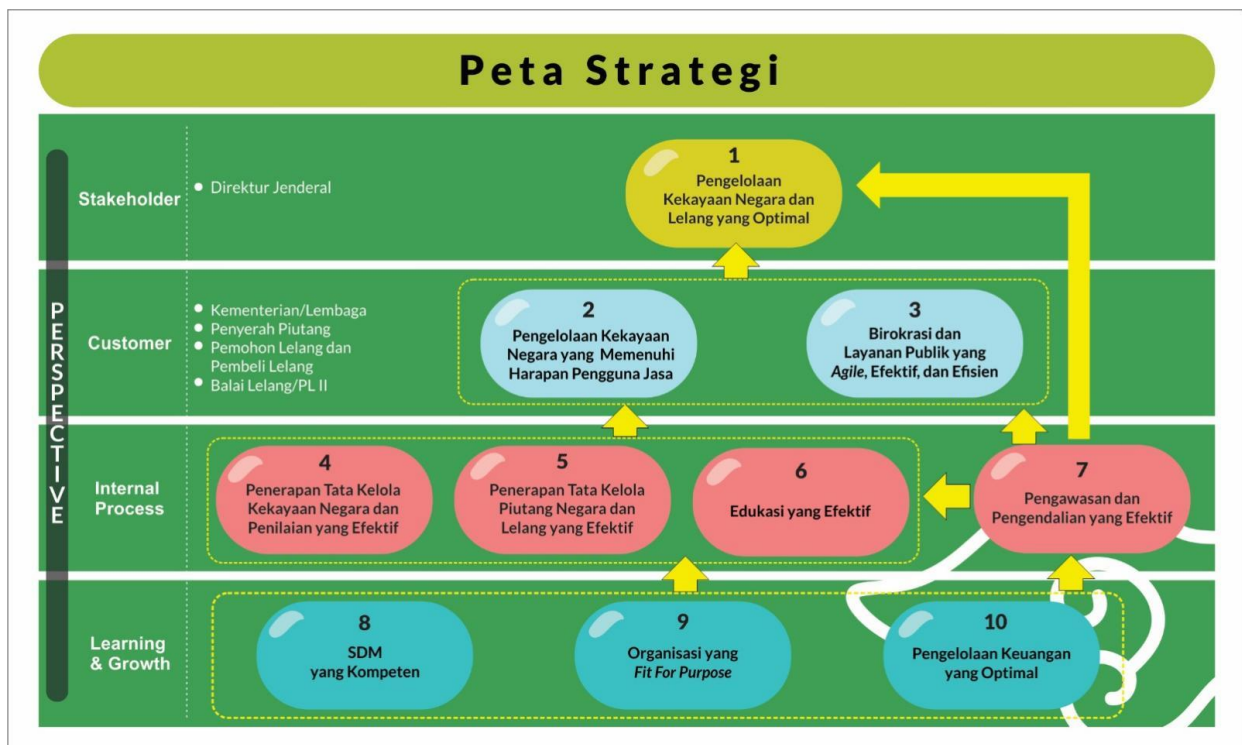 Peta Strategi
PERSPECTIVE
Stakeholder
Direktur Jenderal
1
Pengelolaan
Kekayaan Negara dan
Lelang yang Optimal
Customer
Kementerian/Lembaga
Penyerah Piutang
Pemohon Lelang dan
Pembeli Lelang
Balai Lelang/PL II
2
Pengelolaan Kekayaan
Negara yang Memenuhi
Harapan Pengguna Jasa
3
Birokrasi dan
Layanan Publik yang
Agile, Efektif, dan Efisien
Internal
Process
4
Penerapan Tata Kelola
Kekayaan Negara dan
Penilaian yang Efektif
5
Penerapan Tata Kelola
Piutang Negara dan
Lelang yang Efektif
6
Edukasi yang Efektif
7
Pengawasan dan
Pengendalian yang Efektif
Learning
& Growth
8
SDM
yang Kompeten
9
Organisasi yang
Fit For Purpose
10
Pengelolaan Keuangan
yang Optimal